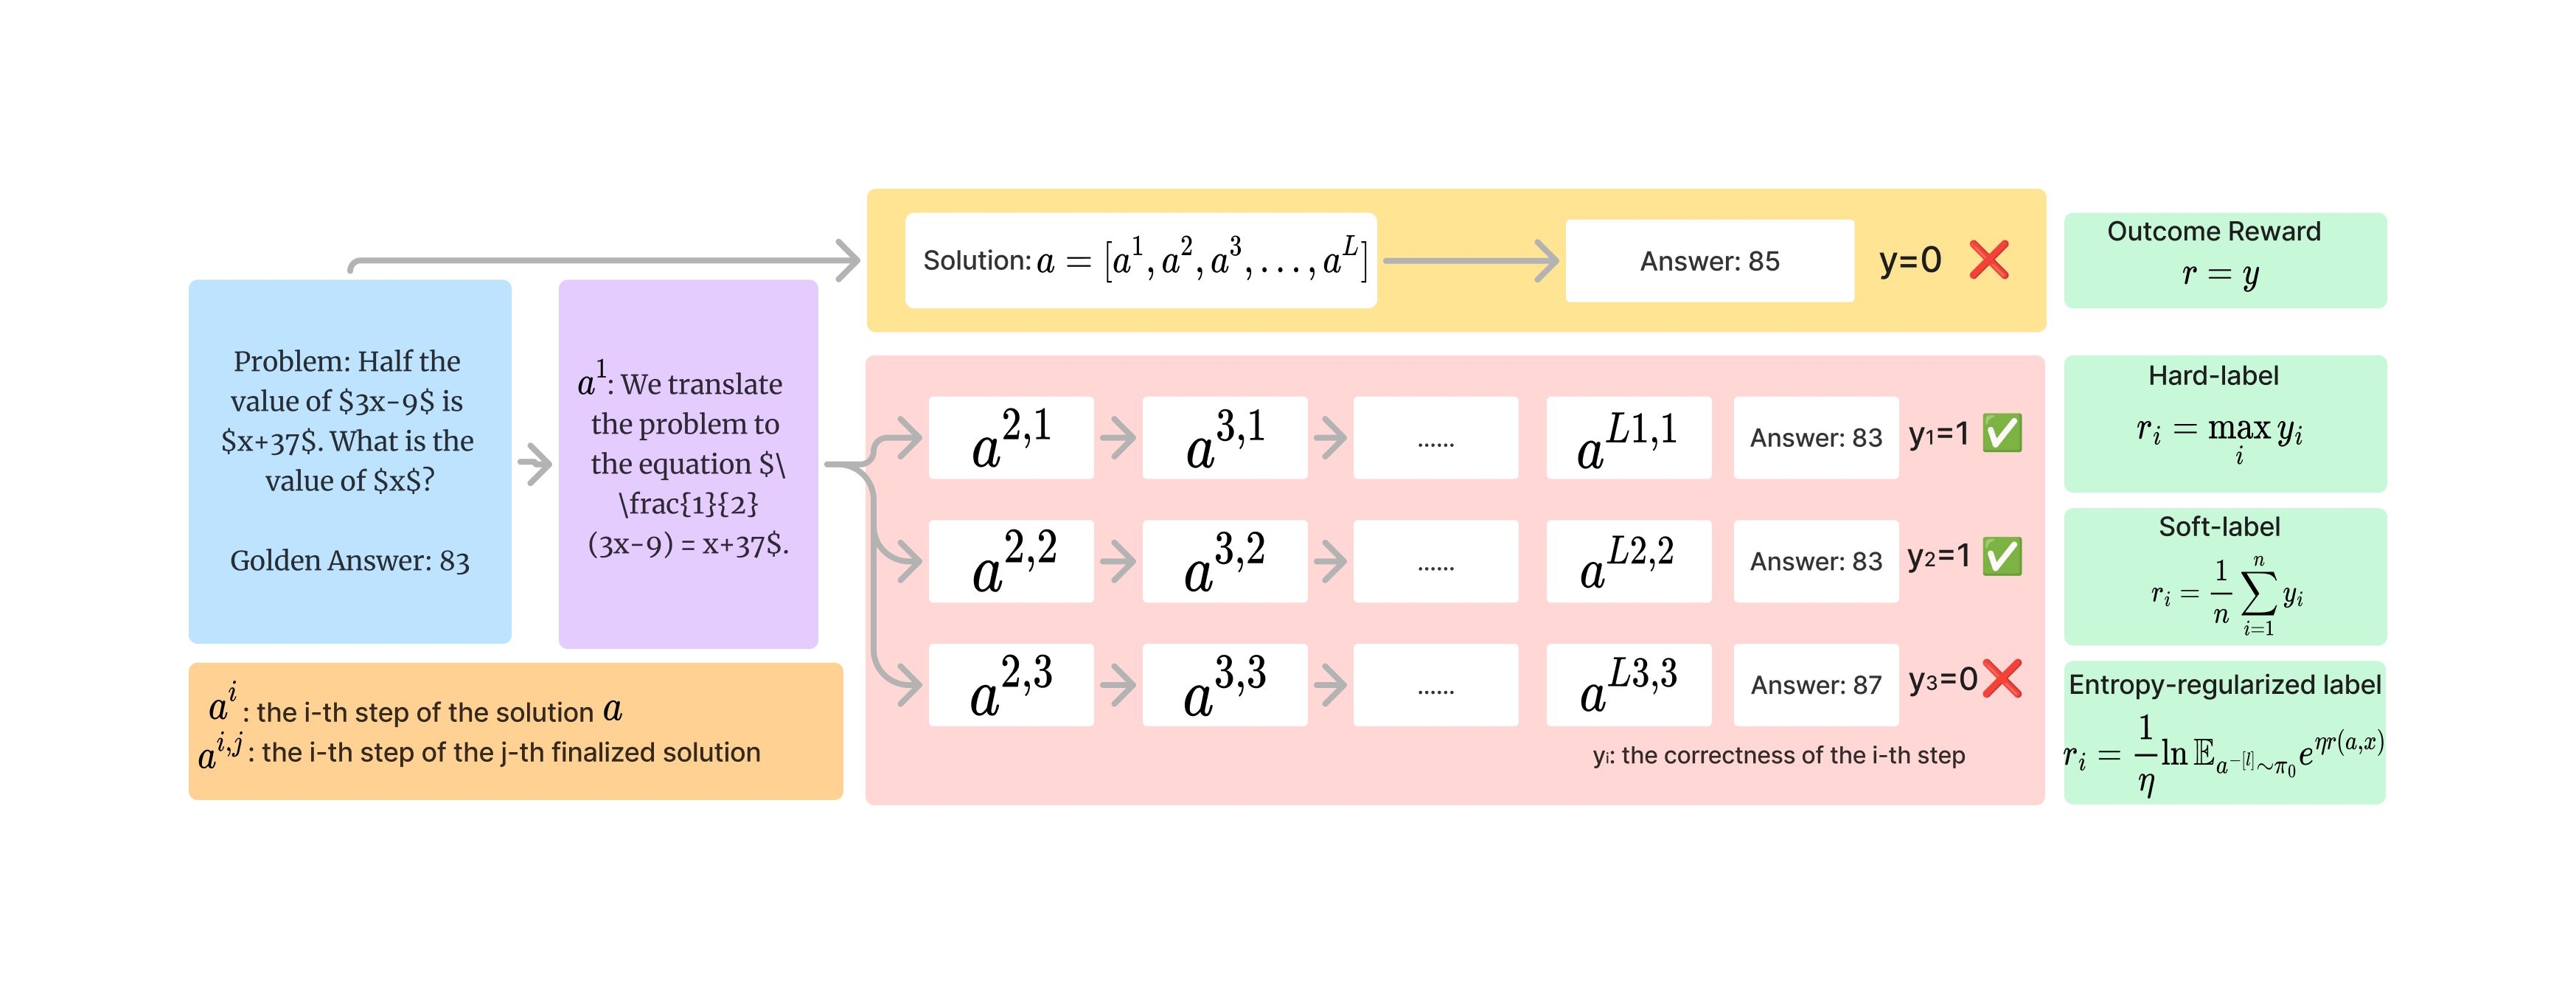 Problem: Half the
value of $3x-9$ is
$x+37$. What is the
value of $x$?
Golden Answer: 83
a^1: We translate
the problem to
the equation $\
\frac{1}{2}
(3x-9) = x+37$.
a^i: the i-th step of the solution a
a^{i,j}: the i-th step of the j-th finalized solution
Solution: a = [a^1, a^2, a^3, ..., a^L]
Answer: 85
y=0 ❌
a^{2,1}
a^{3,1}
......
a^{L1,1}
Answer: 83
y₁=1 ✅
a^{2,2}
a^{3,2}
......
a^{L2,2}
Answer: 83
y₂=1 ✅
a^{2,3}
a^{3,3}
......
a^{L3,3}
Answer: 87
y₃=0 ❌
yᵢ: the correctness of the i-th step
Outcome Reward
r = y
Hard-label
r_i = \max_i y_i
Soft-label
r_i = \frac{1}{n} \sum_{i=1}^{n} y_i
Entropy-regularized label
r_i = \frac{1}{\eta} \ln \mathbb{E}_{a^{-[l]} \sim \pi_0} e^{\eta r(a,x)}